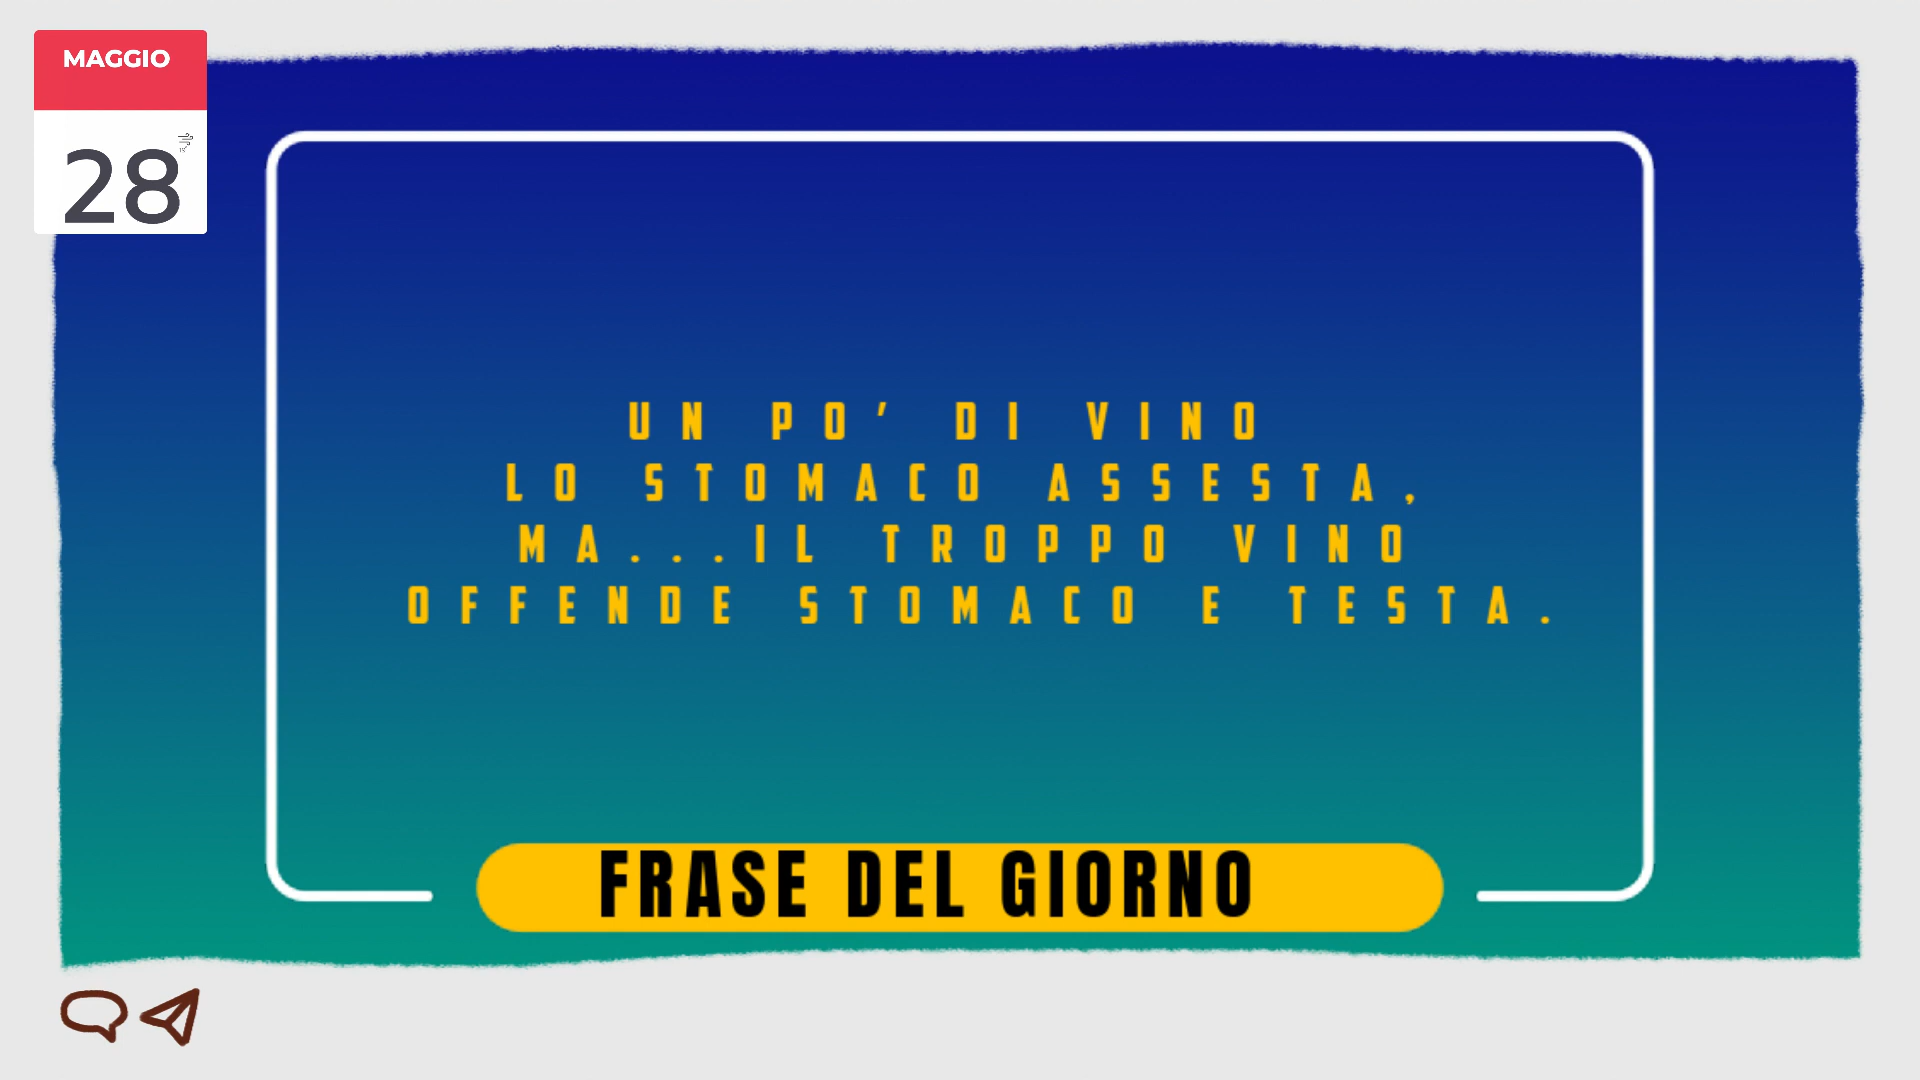 MAGGIO
28
UN PO' DI VINO
LO STOMACO ASSESTA,
MA...IL TROPPO VINO
OFFENDE STOMACO E TESTA.
FRASE DEL GIORNO